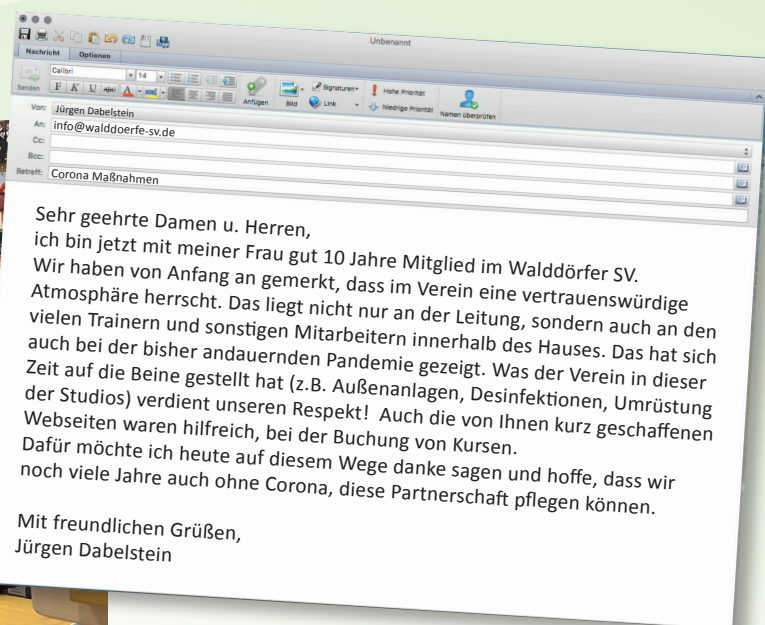 Unbenannt
Nachricht Optionen
Calibri 14
Senden F K U Abc A Anfügen Bild Signaturen Link Hohe Priorität Niedrige Priorität Namen überprüfen
Von: Jürgen Dabelstein
An: info@walddoerfe-sv.de
Cc:
Bcc:
Betreff: Corona Maßnahmen
Sehr geehrte Damen u. Herren,
ich bin jetzt mit meiner Frau gut 10 Jahre Mitglied im Walddörfer SV.
Wir haben von Anfang an gemerkt, dass im Verein eine vertrauenswürdige
Atmosphäre herrscht. Das liegt nicht nur an der Leitung, sondern auch an den
vielen Trainern und sonstigen Mitarbeitern innerhalb des Hauses. Das hat sich
auch bei der bisher andauernden Pandemie gezeigt. Was der Verein in dieser
Zeit auf die Beine gestellt hat (z.B. Außenanlagen, Desinfektionen, Umrüstung
der Studios) verdient unseren Respekt! Auch die von Ihnen kurz geschaffenen
Webseiten waren hilfreich, bei der Buchung von Kursen.
Dafür möchte ich heute auf diesem Wege danke sagen und hoffe, dass wir
noch viele Jahre auch ohne Corona, diese Partnerschaft pflegen können.
Mit freundlichen Grüßen,
Jürgen Dabelstein